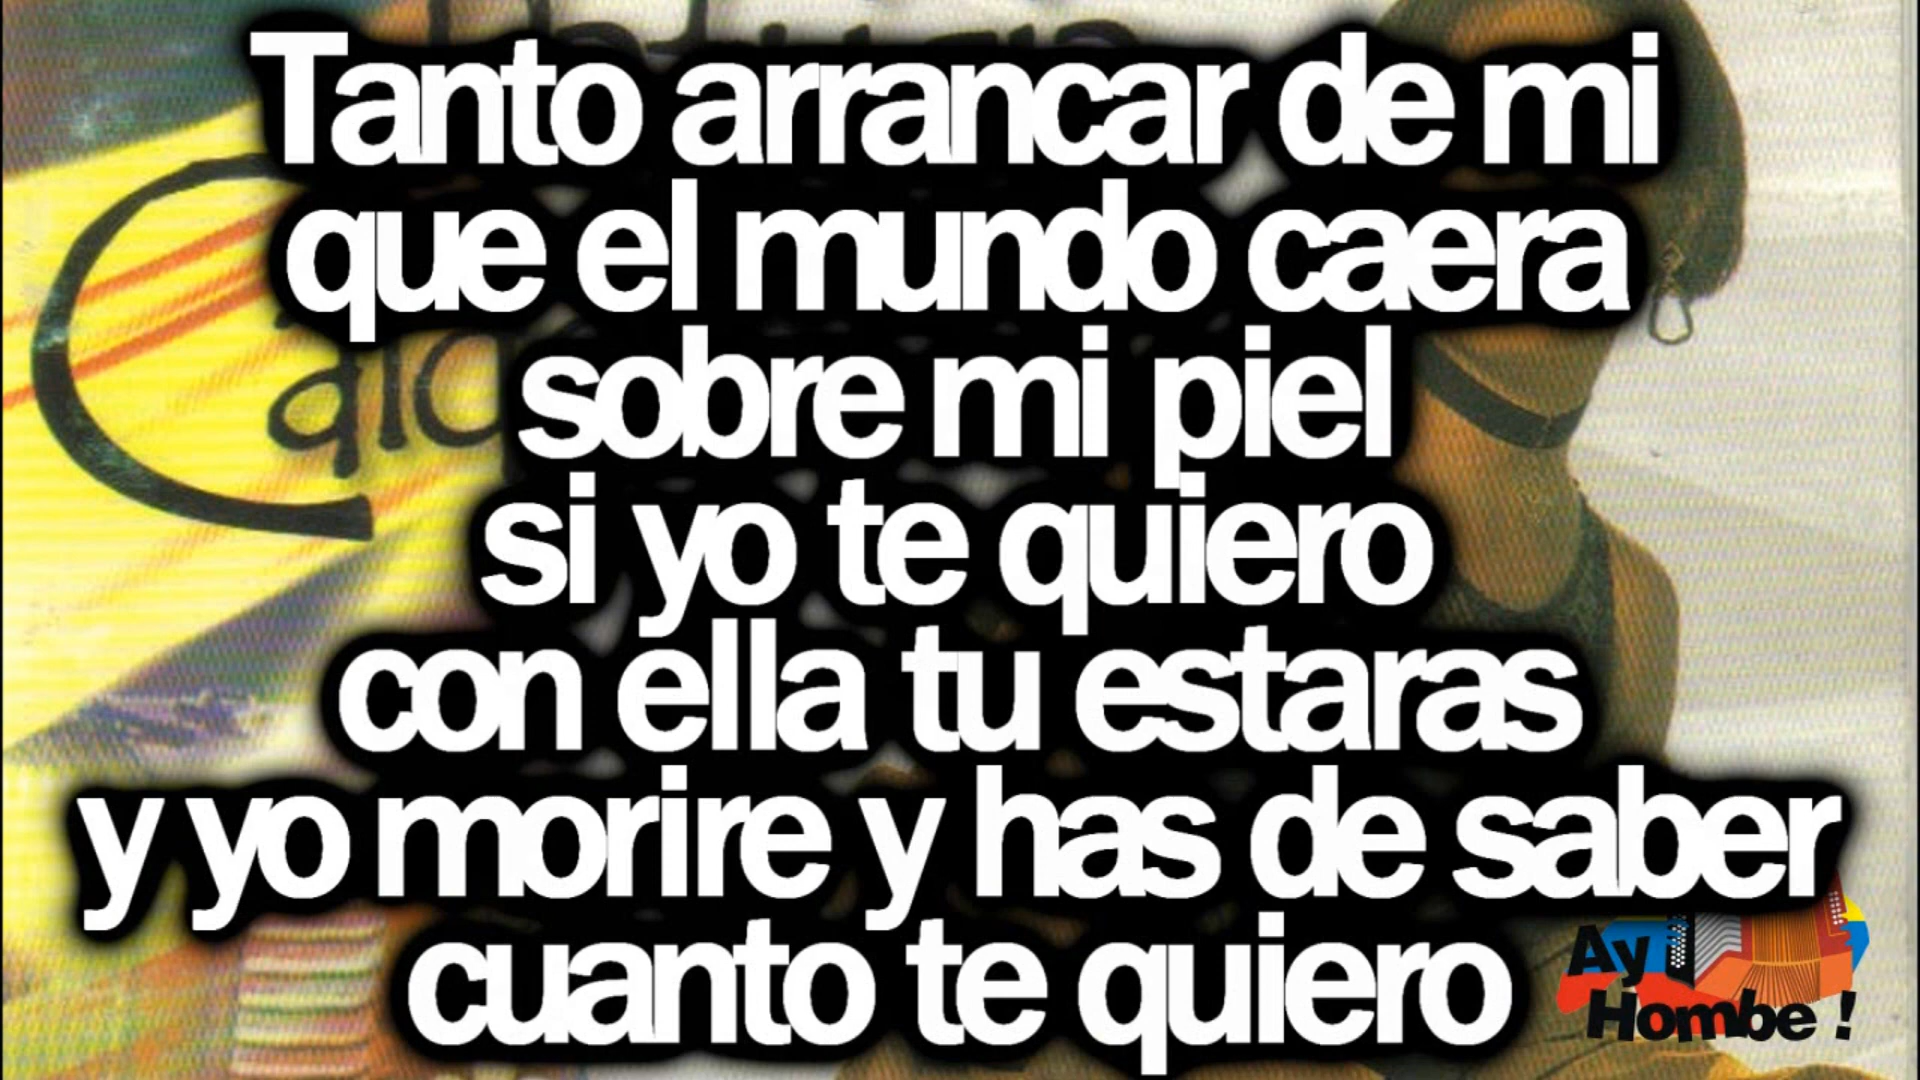 Tanto arrancar de mi
que el mundo caera
sobre mi piel
si yo te quiero
con ella tu estaras
y yo morire y has de saber
cuanto te quiero
Ay
Hombe !